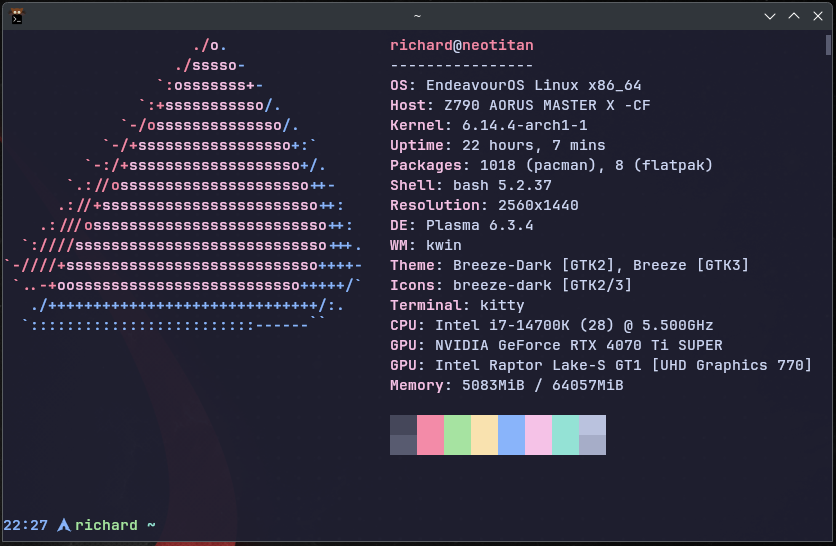 ~
./o.
./sssso-
`:osssssss+-
`:+sssssssssso/.
`-/ossssssssssssso/.
`-/+sssssssssssssssso+:`
`-:/+sssssssssssssssssso+/.
`.://osssssssssssssssssssso++-
.://+ssssssssssssssssssssssso++:
.:///ossssssssssssssssssssssssso++:
`:////ssssssssssssssssssssssssssso+++.
`-////+ssssssssssssssssssssssssssso++++-
`..-+oosssssssssssssssssssssssso+++++/`
./++++++++++++++++++++++++++++++/:.
`:::::::::::::::::::::::::------``
richard@neotitan
----------------
OS: EndeavourOS Linux x86_64
Host: Z790 AORUS MASTER X -CF
Kernel: 6.14.4-arch1-1
Uptime: 22 hours, 7 mins
Packages: 1018 (pacman), 8 (flatpak)
Shell: bash 5.2.37
Resolution: 2560x1440
DE: Plasma 6.3.4
WM: kwin
Theme: Breeze-Dark [GTK2], Breeze [GTK3]
Icons: breeze-dark [GTK2/3]
Terminal: kitty
CPU: Intel i7-14700K (28) @ 5.500GHz
GPU: NVIDIA GeForce RTX 4070 Ti SUPER
GPU: Intel Raptor Lake-S GT1 [UHD Graphics 770]
Memory: 5083MiB / 64057MiB
22:27 richard ~